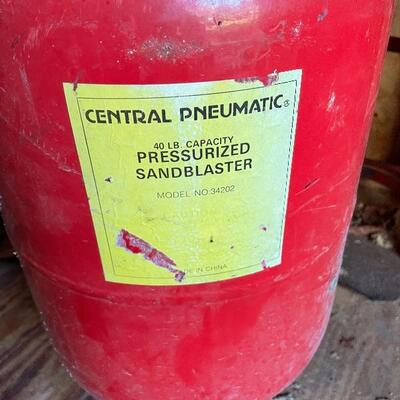 CENTRAL PNEUMATIC®
40 LB. CAPACITY
PRESSURIZED
SANDBLASTER
MODEL NO.34202
IN CHINA